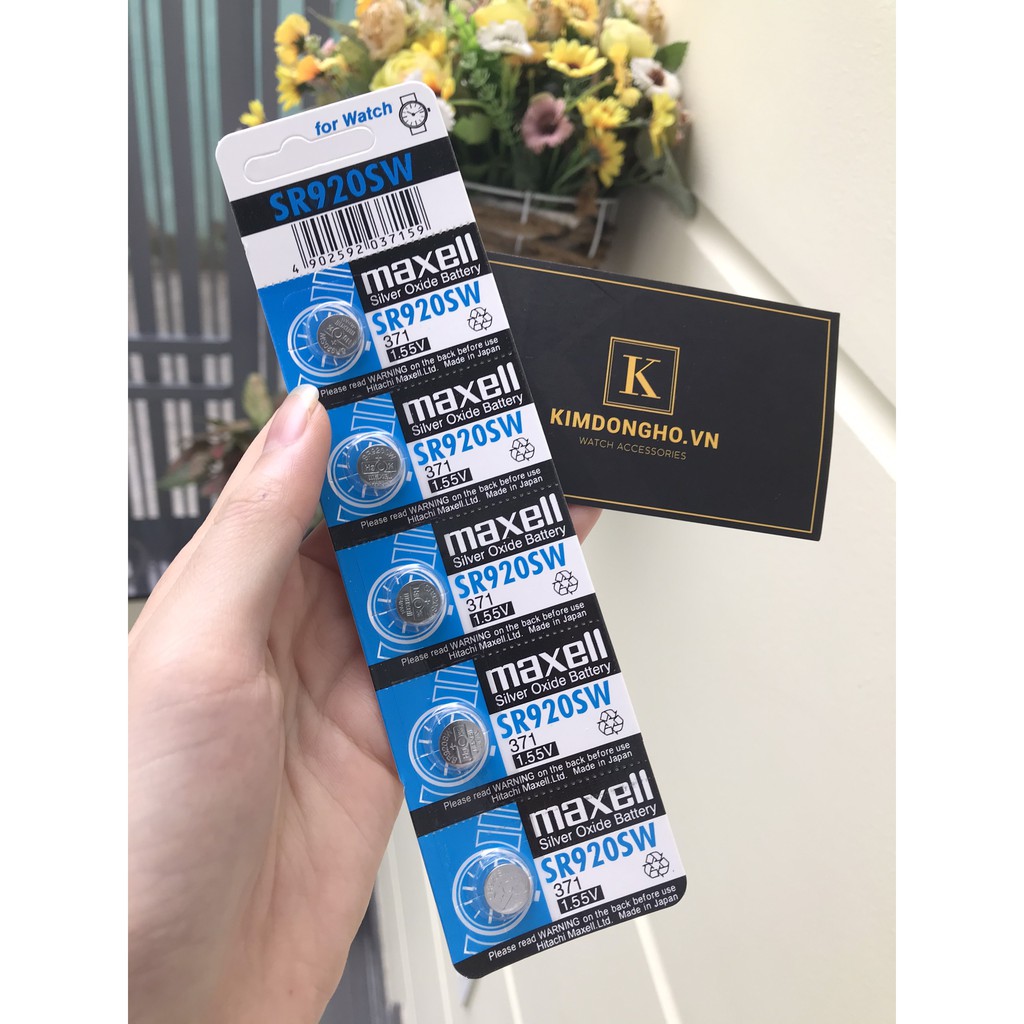 for Watch
SR920SW
4 902592 037159
maxell
Silver Oxide Battery
SR920SW
371
1.55V
Please read WARNING on the back before use
Hitachi Maxell.Ltd. Made in Japan
maxell
Silver Oxide Battery
SR920SW
371
1.55V
Please read WARNING on the back before use
Hitachi Maxell.Ltd. Made in Japan
maxell
Silver Oxide Battery
SR920SW
371
1.55V
Please read WARNING on the back before use
Hitachi Maxell.Ltd. Made in Japan
maxell
Silver Oxide Battery
SR920SW
371
1.55V
Please read WARNING on the back before use
Hitachi Maxell.Ltd. Made in Japan
maxell
Silver Oxide Battery
SR920SW
371
1.55V
Please read WARNING on the back before use
Hitachi Maxell.Ltd. Made in Japan
K
KIMDONGHO.VN
WATCH ACCESSORIES